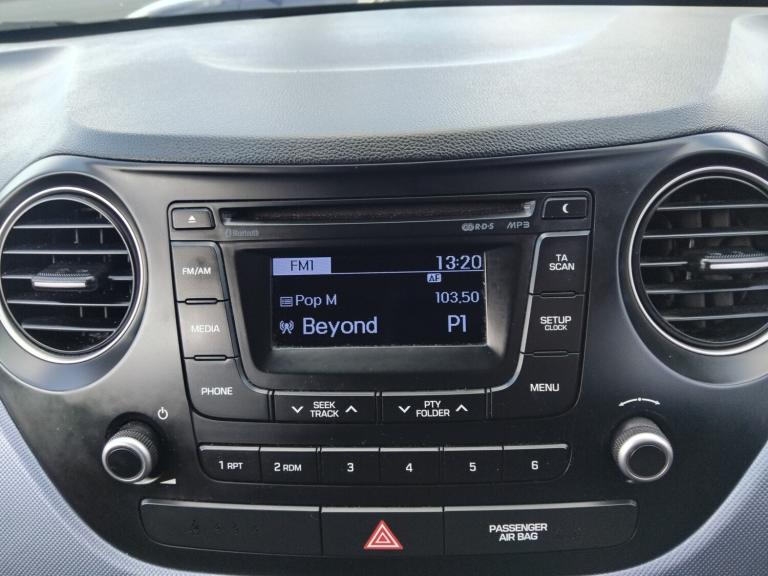 Bluetooth
R·D·S MP3
FM/AM
MEDIA
PHONE
FM1 13:20
AF
Pop M 103,50
Beyond P1
TA
SCAN
SETUP
CLOCK
MENU
SEEK
TRACK
PTY
FOLDER
1 RPT
2 RDM
3
4
5
6
PASSENGER
AIR BAG